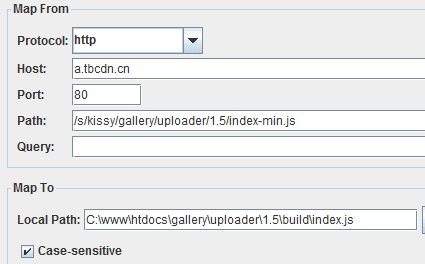 Map From
Protocol: http
Host: a.tbcdn.cn
Port: 80
Path: /s/kissy/gallery/uploader/1.5/index-min.js
Query:
Map To
Local Path: C:\www\htdocs\gallery\uploader\1.5\build\index.js
Case-sensitive